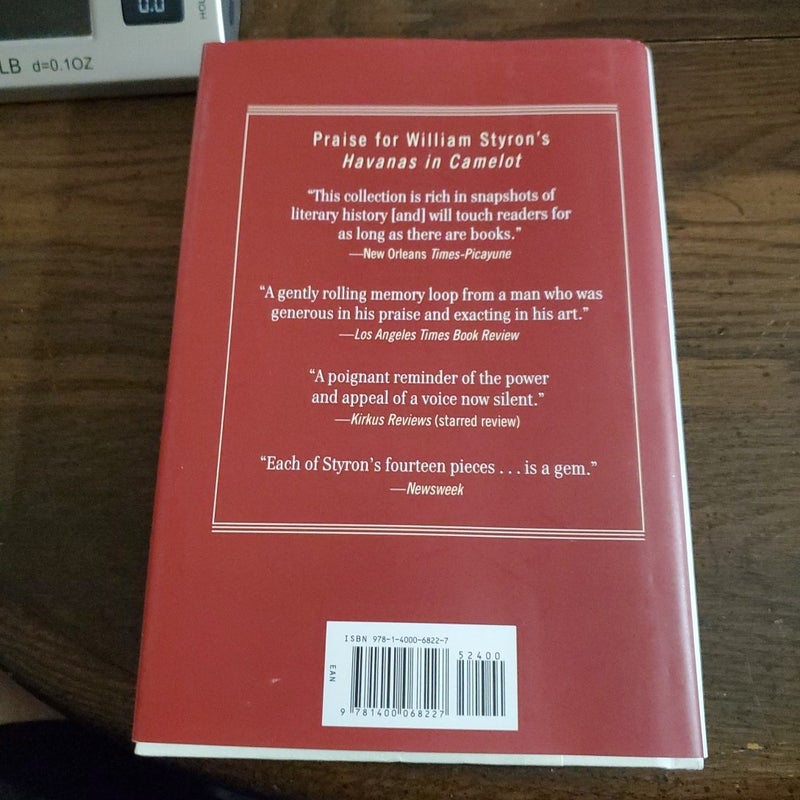 0.0
LB d=0.1OZ
Praise for William Styron's
Havanas in Camelot
"This collection is rich in snapshots of
literary history [and] will touch readers for
as long as there are books."
—New Orleans Times-Picayune
"A gently rolling memory loop from a man who was
generous in his praise and exacting in his art."
—Los Angeles Times Book Review
"A poignant reminder of the power
and appeal of a voice now silent."
—Kirkus Reviews (starred review)
"Each of Styron's fourteen pieces . . . is a gem."
—Newsweek
ISBN 978-1-4000-6822-7
52400
EAN
9 781400 068227